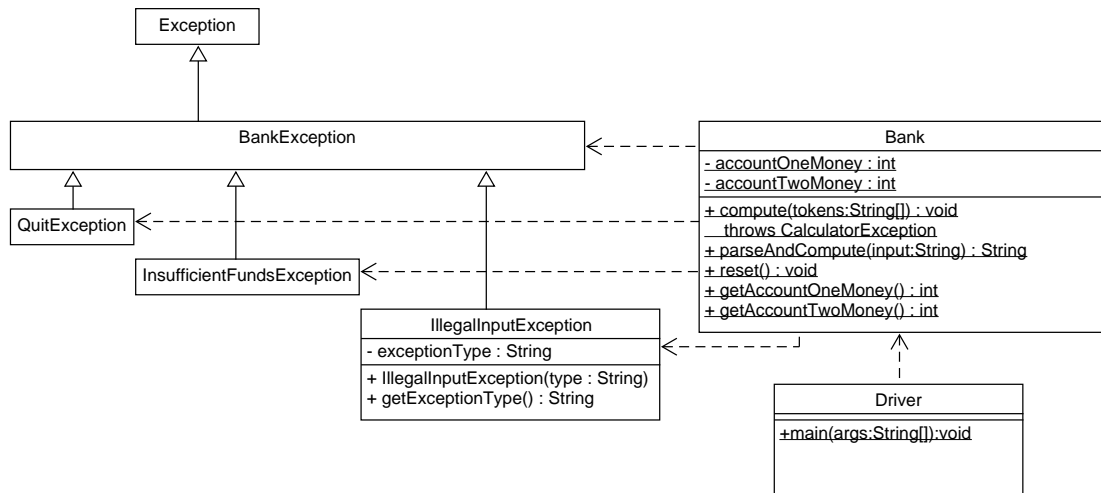 Exception
BankException
QuitException
InsufficientFundsException
IllegalInputException
- exceptionType : String
+ IllegalInputException(type : String)
+ getExceptionType() : String
Bank
- accountOneMoney : int
- accountTwoMoney : int
+ compute(tokens:String[]) : void
throws CalculatorException
+ parseAndCompute(input:String) : String
+ reset() : void
+ getAccountOneMoney() : int
+ getAccountTwoMoney() : int
Driver
+main(args:String[]):void